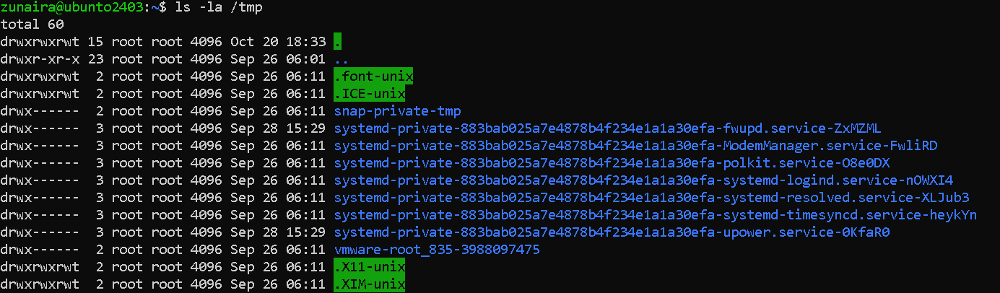 zunaira@ubunto2403:~$ ls -la /tmp
total 60
drwxrwxrwt 15 root root 4096 Oct 20 18:33 .
drwxr-xr-x 23 root root 4096 Sep 26 06:01 ..
drwxrwxrwt  2 root root 4096 Sep 26 06:11 .font-unix
drwxrwxrwt  2 root root 4096 Sep 26 06:11 .ICE-unix
drwx------  2 root root 4096 Sep 26 06:11 snap-private-tmp
drwx------  3 root root 4096 Sep 28 15:29 systemd-private-883bab025a7e4878b4f234e1a1a30efa-fwupd.service-ZxMZML
drwx------  3 root root 4096 Sep 26 06:11 systemd-private-883bab025a7e4878b4f234e1a1a30efa-ModemManager.service-FwliRD
drwx------  3 root root 4096 Sep 26 06:11 systemd-private-883bab025a7e4878b4f234e1a1a30efa-polkit.service-O8e0DX
drwx------  3 root root 4096 Sep 26 06:11 systemd-private-883bab025a7e4878b4f234e1a1a30efa-systemd-logind.service-nOWXI4
drwx------  3 root root 4096 Sep 26 06:11 systemd-private-883bab025a7e4878b4f234e1a1a30efa-systemd-resolved.service-XLJub3
drwx------  3 root root 4096 Sep 26 06:11 systemd-private-883bab025a7e4878b4f234e1a1a30efa-systemd-timesyncd.service-heykYn
drwx------  3 root root 4096 Sep 28 15:29 systemd-private-883bab025a7e4878b4f234e1a1a30efa-upower.service-0KfaR0
drwx------  2 root root 4096 Sep 26 06:11 vmware-root_835-3988097475
drwxrwxrwt  2 root root 4096 Sep 26 06:11 .X11-unix
drwxrwxrwt  2 root root 4096 Sep 26 06:11 .XIM-unix